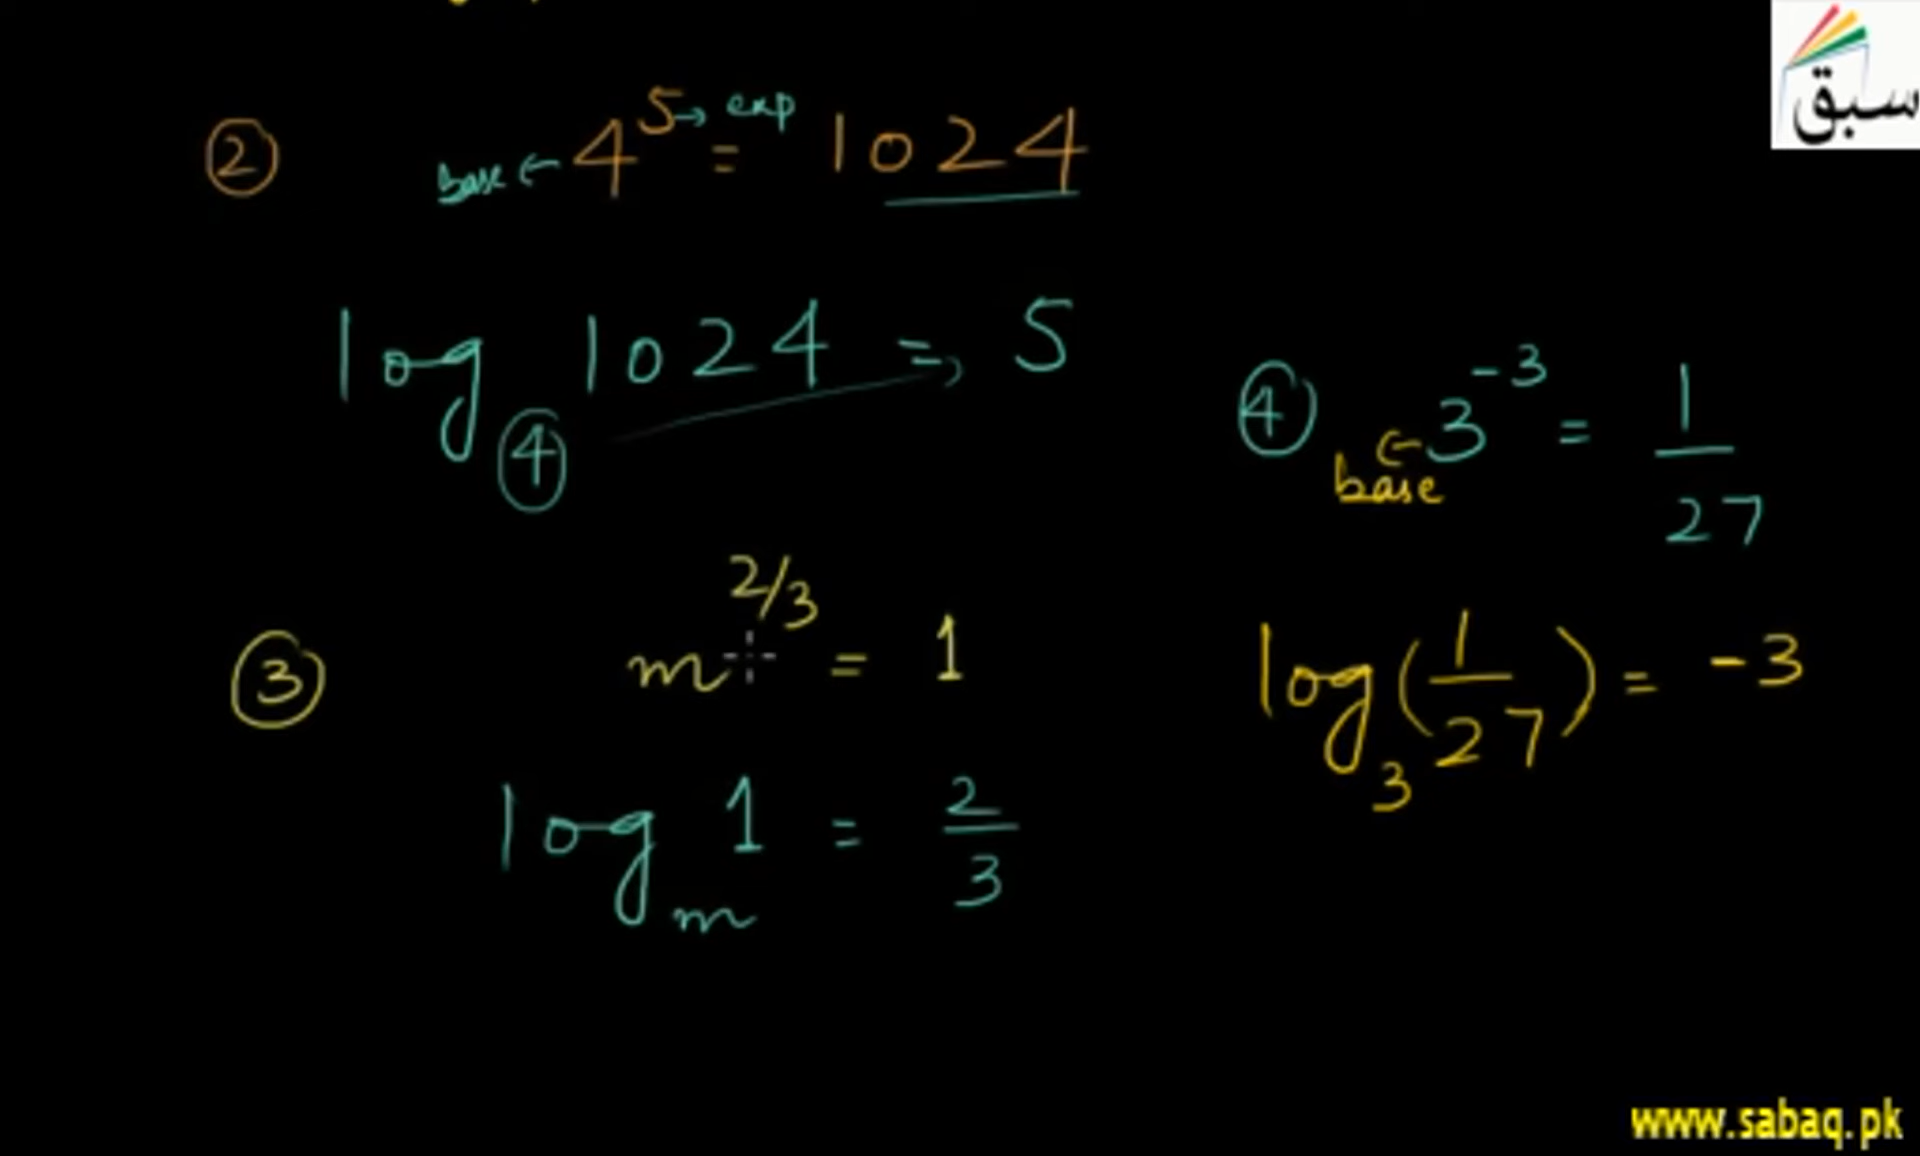 سبق
② base ← 4^5 → exp = 1024
log_④ 1024 = 5
③ m^2/3 = 1
log_m 1 = 2/3
④ base ← 3^-3 = 1/27
log_3 (1/27) = -3
www.sabaq.pk